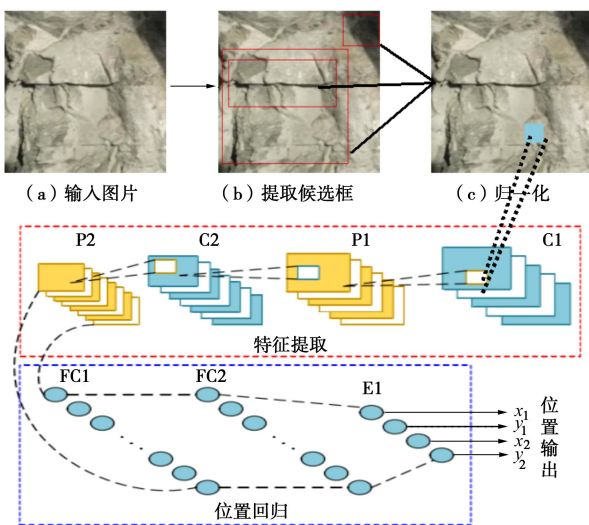 (a)输入图片 (b)提取候选框 (c)归一化
P2 C2 P1 C1
特征提取
FC1 FC2 E1
x1
y1
x2
y2
位置输出
位置回归